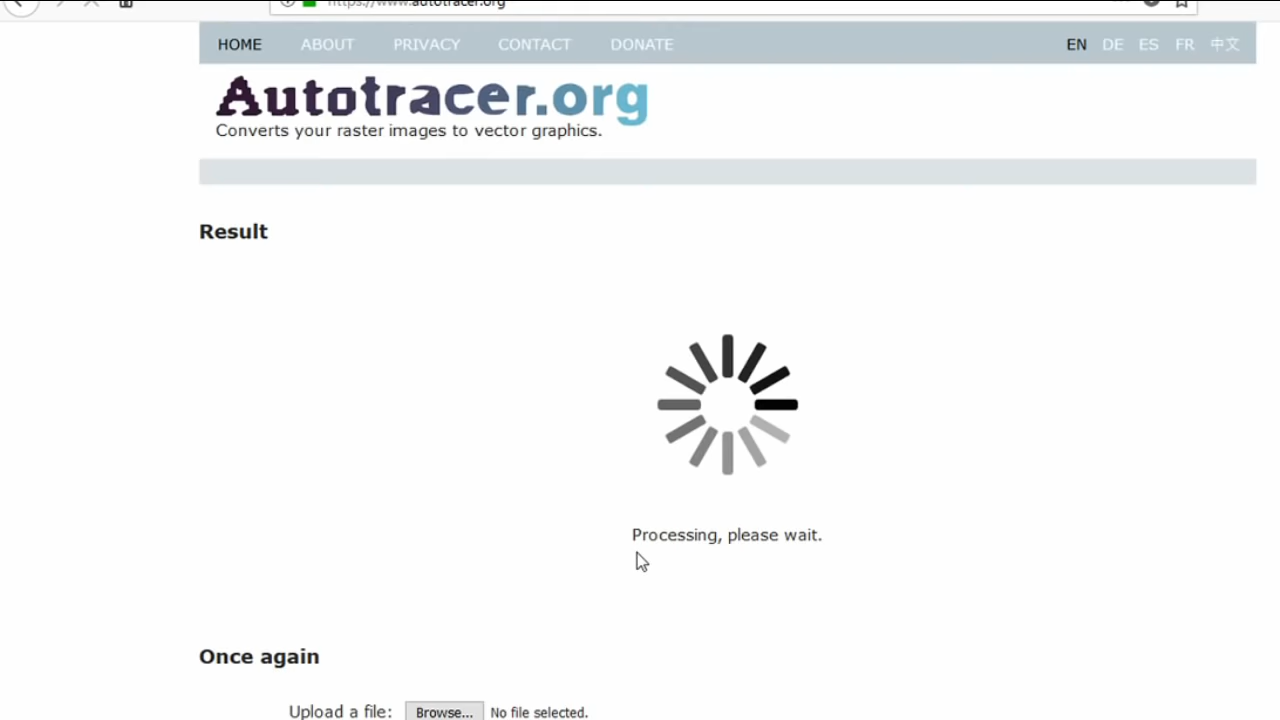 https://www.autotracer.org
HOME ABOUT PRIVACY CONTACT DONATE EN DE ES FR 中文
Autotracer.org
Converts your raster images to vector graphics.
Result
Processing, please wait.
Once again
Upload a file: Browse... No file selected.